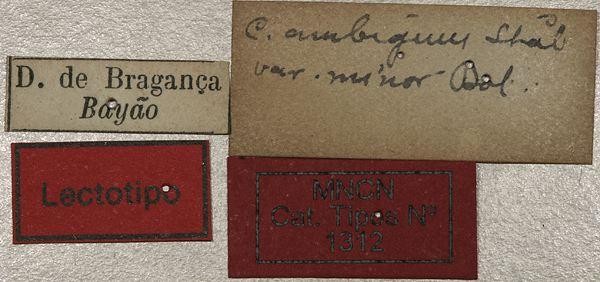 D. de Bragança
Bayão
C. ambiguus Stål
var. minor Bol.
Lectotipo
MNCN
Cat. Tipos Nº
1312